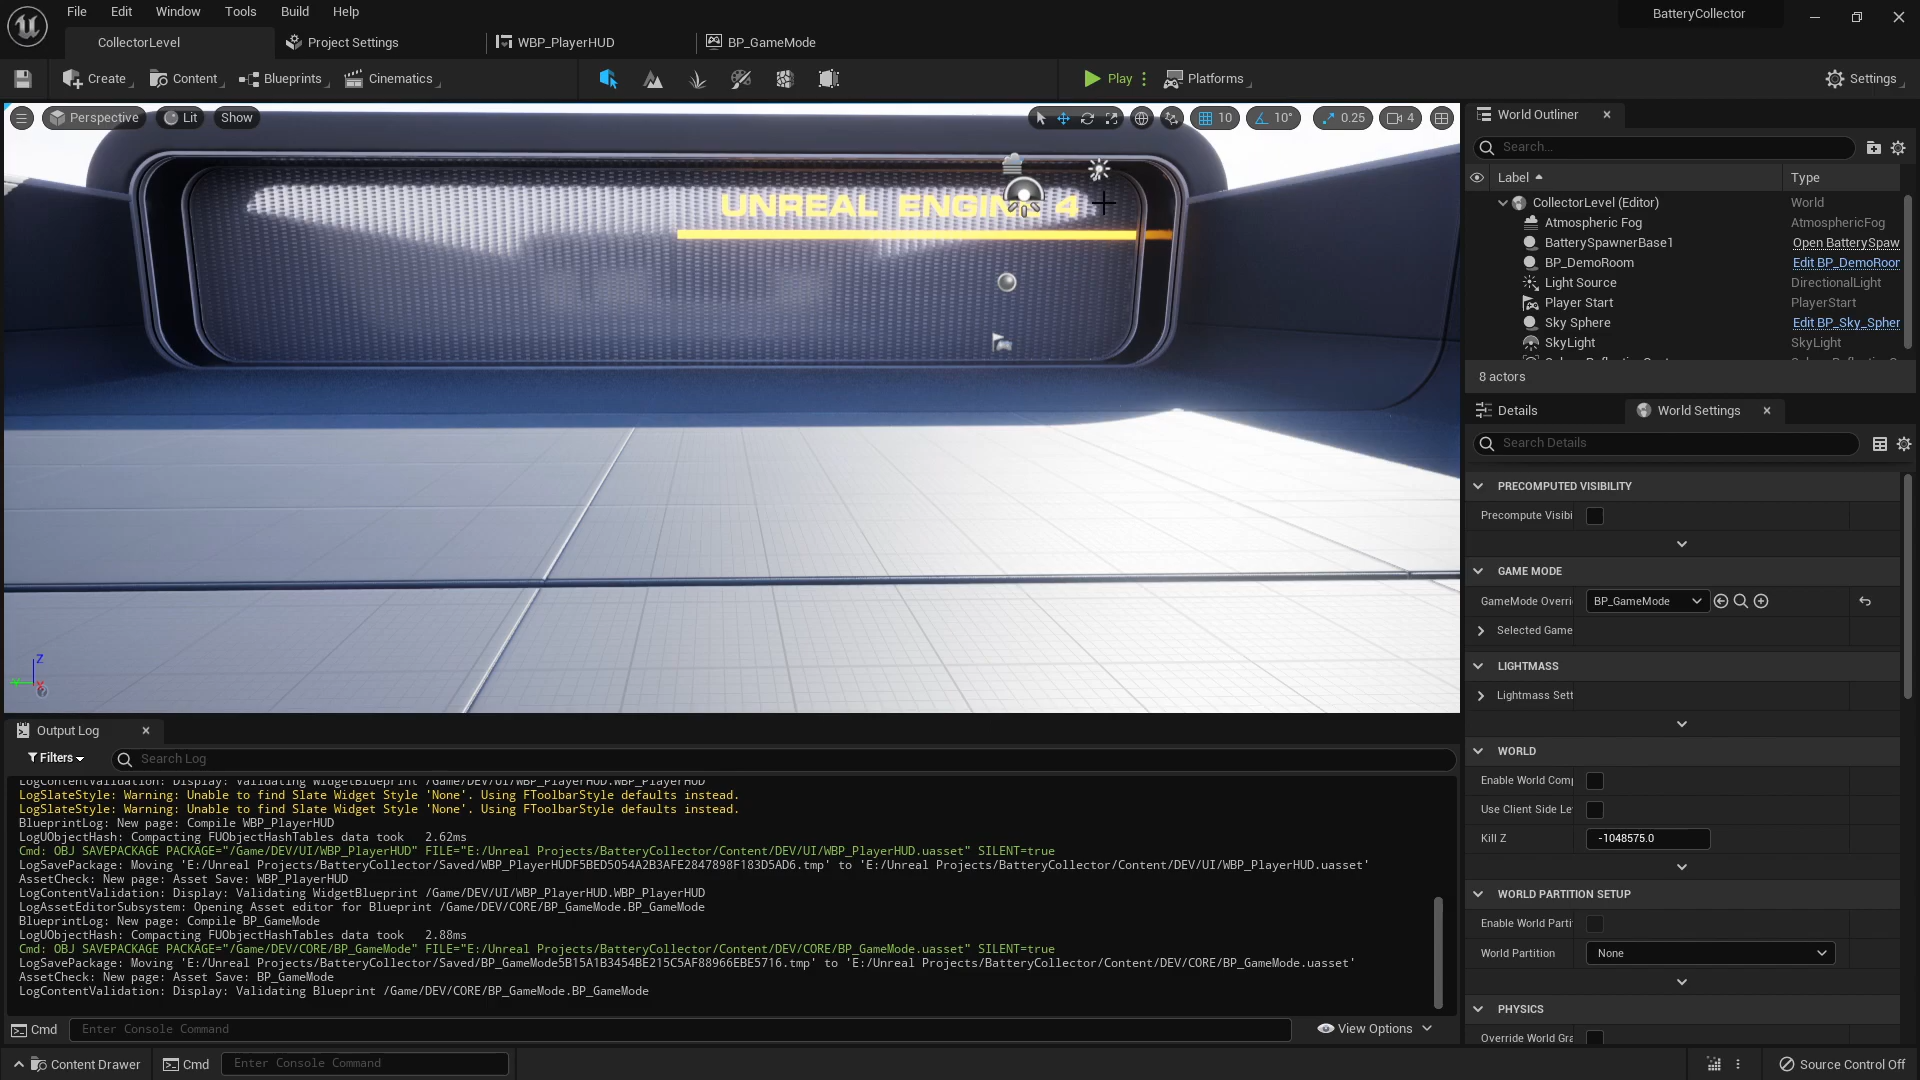 File Edit Window Tools Build Help
BatteryCollector
CollectorLevel
Project Settings
WBP_PlayerHUD
BP_GameMode
Create
Content
Blueprints
Cinematics
Play
Platforms
Settings
Perspective
Lit
Show
10
10°
0.25
4
UNREAL ENGINE 4
World Outliner
Search...
Label
Type
CollectorLevel (Editor) World
Atmospheric Fog AtmosphericFog
BatterySpawnerBase1 Open BatterySpaw
BP_DemoRoom Edit BP_DemoRoon
Light Source DirectionalLight
Player Start PlayerStart
Sky Sphere Edit BP_Sky_Spher
SkyLight SkyLight
8 actors
Details
World Settings
Search Details
PRECOMPUTED VISIBILITY
Precompute Visibi
GAME MODE
GameMode Overri BP_GameMode
Selected Game
LIGHTMASS
Lightmass Sett
WORLD
Enable World Comp
Use Client Side Le
Kill Z -1048575.0
WORLD PARTITION SETUP
Enable World Parti
World Partition None
PHYSICS
Override World Gra
Output Log
Filters
Search Log
LogContentValidation: Display: Validating WidgetBlueprint /Game/DEV/UI/WBP_PlayerHUD.WBP_PlayerHUD
LogSlateStyle: Warning: Unable to find Slate Widget Style 'None'. Using FToolbarStyle defaults instead.
LogSlateStyle: Warning: Unable to find Slate Widget Style 'None'. Using FToolbarStyle defaults instead.
BlueprintLog: New page: Compile WBP_PlayerHUD
LogUObjectHash: Compacting FUObjectHashTables data took   2.62ms
Cmd: OBJ SAVEPACKAGE PACKAGE="/Game/DEV/UI/WBP_PlayerHUD" FILE="E:/Unreal Projects/BatteryCollector/Content/DEV/UI/WBP_PlayerHUD.uasset" SILENT=true
LogSavePackage: Moving 'E:/Unreal Projects/BatteryCollector/Saved/WBP_PlayerHUDF5BED5054A2B3AFE2847898F183D5AD6.tmp' to 'E:/Unreal Projects/BatteryCollector/Content/DEV/UI/WBP_PlayerHUD.uasset'
AssetCheck: New page: Asset Save: WBP_PlayerHUD
LogContentValidation: Display: Validating WidgetBlueprint /Game/DEV/UI/WBP_PlayerHUD.WBP_PlayerHUD
LogAssetEditorSubsystem: Opening Asset editor for Blueprint /Game/DEV/CORE/BP_GameMode.BP_GameMode
BlueprintLog: New page: Compile BP_GameMode
LogUObjectHash: Compacting FUObjectHashTables data took   2.88ms
Cmd: OBJ SAVEPACKAGE PACKAGE="/Game/DEV/CORE/BP_GameMode" FILE="E:/Unreal Projects/BatteryCollector/Content/DEV/CORE/BP_GameMode.uasset" SILENT=true
LogSavePackage: Moving 'E:/Unreal Projects/BatteryCollector/Saved/BP_GameMode5B15A1B3454BE215C5AF88966EBE5716.tmp' to 'E:/Unreal Projects/BatteryCollector/Content/DEV/CORE/BP_GameMode.uasset'
AssetCheck: New page: Asset Save: BP_GameMode
LogContentValidation: Display: Validating Blueprint /Game/DEV/CORE/BP_GameMode.BP_GameMode
Cmd
Enter Console Command
View Options
Content Drawer
Cmd
Enter Console Command
Source Control Off